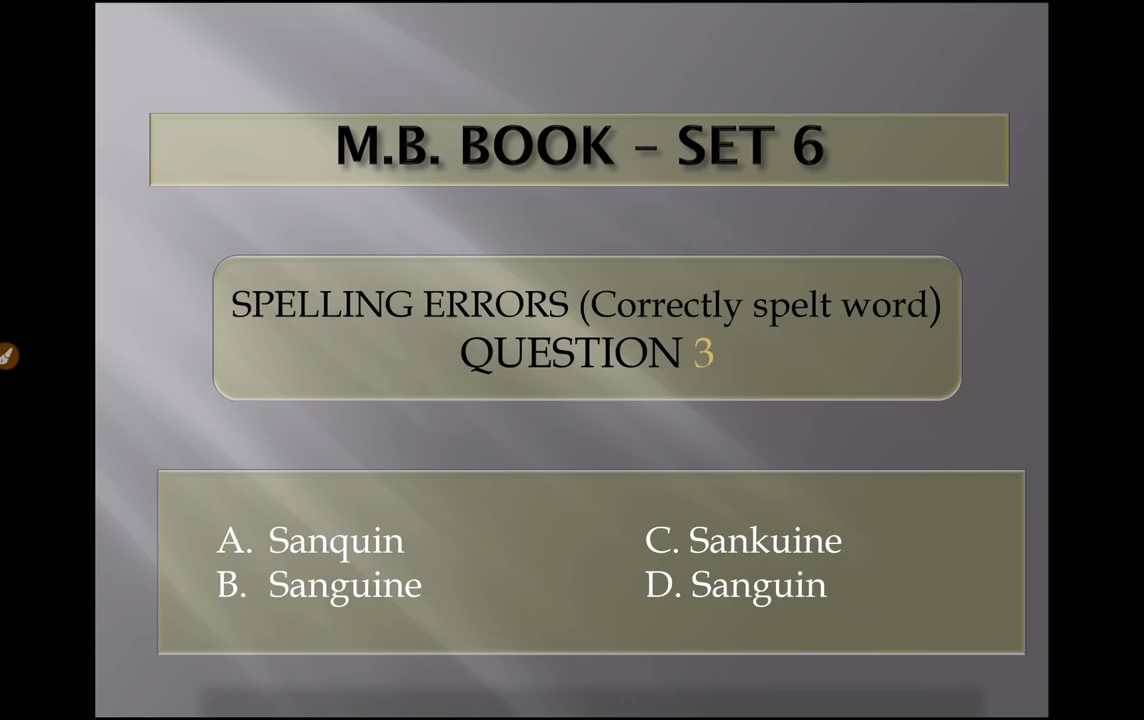 M.B. BOOK – SET 6
SPELLING ERRORS (Correctly spelt word)
QUESTION 3
A. Sanquin
B. Sanguine
C. Sankuine
D. Sanguin